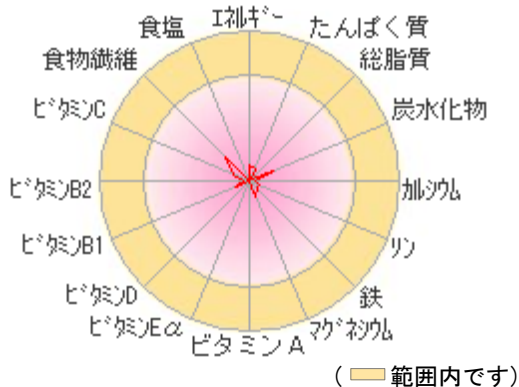 エネルギー
たんぱく質
総脂質
炭水化物
カルシウム
リン
鉄
マグネシウム
ビタミンA
ビタミンEα
ビタミンD
ビタミンB1
ビタミンB2
ビタミンC
食物繊維
食塩
(範囲内です)